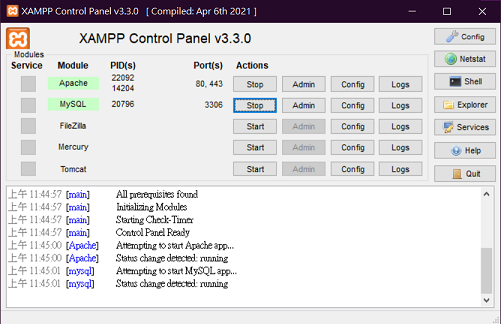 XAMPP Control Panel v3.3.0 [ Compiled: Apr 6th 2021 ]
XAMPP Control Panel v3.3.0
Config
Modules
Service Module PID(s) Port(s) Actions
Netstat
Apache 22092 14204 80, 443 Stop Admin Config Logs
Shell
MySQL 20796 3306 Stop Admin Config Logs
Explorer
FileZilla Start Admin Config Logs
Services
Mercury Start Admin Config Logs
Help
Tomcat Start Admin Config Logs
Quit
上午 11:44:57 [main] All prerequisites found
上午 11:44:57 [main] Initializing Modules
上午 11:44:57 [main] Starting Check-Timer
上午 11:44:57 [main] Control Panel Ready
上午 11:45:00 [Apache] Attempting to start Apache app...
上午 11:45:00 [Apache] Status change detected: running
上午 11:45:01 [mysql] Attempting to start MySQL app...
上午 11:45:01 [mysql] Status change detected: running